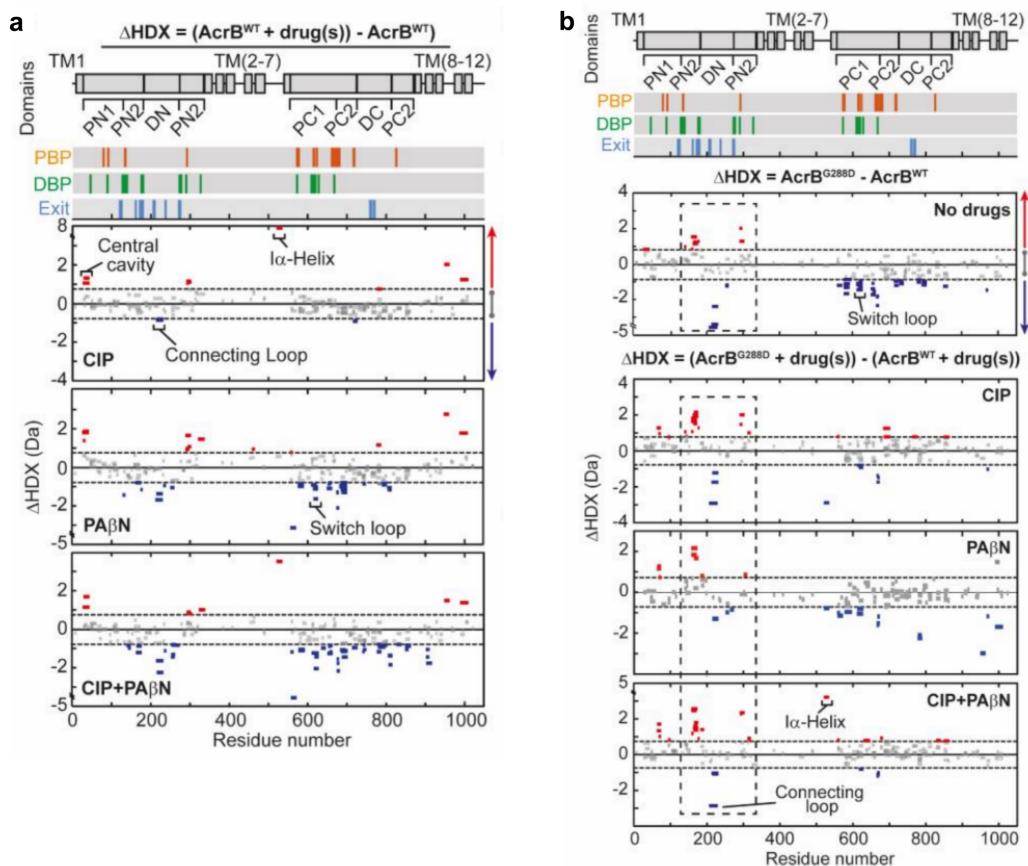 a
ΔHDX = (AcrB^WT + drug(s)) - AcrB^WT)
TM1 TM(2-7) TM(8-12)
Domains
PN1 PN2 DN PN2 PC1 PC2 DC PC2
PBP
DBP
Exit
ΔHDX (Da)
8
2
0
-2
-4
Central
cavity
Iα-Helix
Connecting Loop
CIP
2
0
-2
-5
Switch loop
PAβN
2
0
-2
-5
CIP+PAβN
0 200 400 600 800 1000
Residue number
b
TM1 TM(2-7) TM(8-12)
Domains
PN1 PN2 DN PN2 PC1 PC2 DC PC2
PBP
DBP
Exit
ΔHDX = AcrB^G288D - AcrB^WT
4
2
0
-2
-5
No drugs
Switch loop
ΔHDX = (AcrB^G288D + drug(s)) - (AcrB^WT + drug(s))
ΔHDX (Da)
4
2
0
-2
-4
CIP
2
0
-2
PAβN
5
2
0
-2
CIP+PAβN
Iα-Helix
Connecting
loop
0 200 400 600 800 1000
Residue number